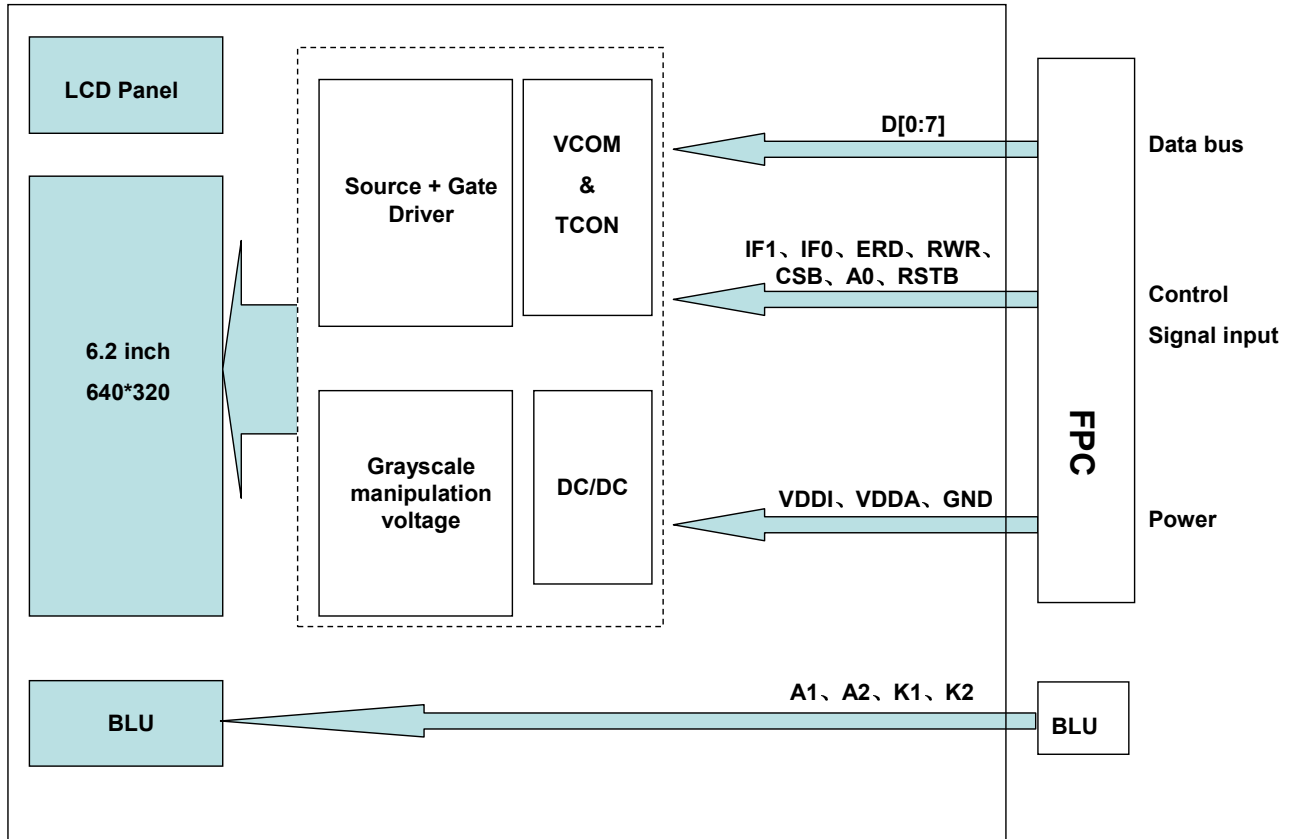 LCD Panel
6.2 inch
640*320
BLU
Source + Gate
Driver
VCOM
&
TCON
Grayscale
manipulation
voltage
DC/DC
D[0:7]
IF1、IF0、ERD、RWR、
CSB、A0、RSTB
VDDI、VDDA、GND
A1、A2、K1、K2
FPC
BLU
Data bus
Control
Signal input
Power